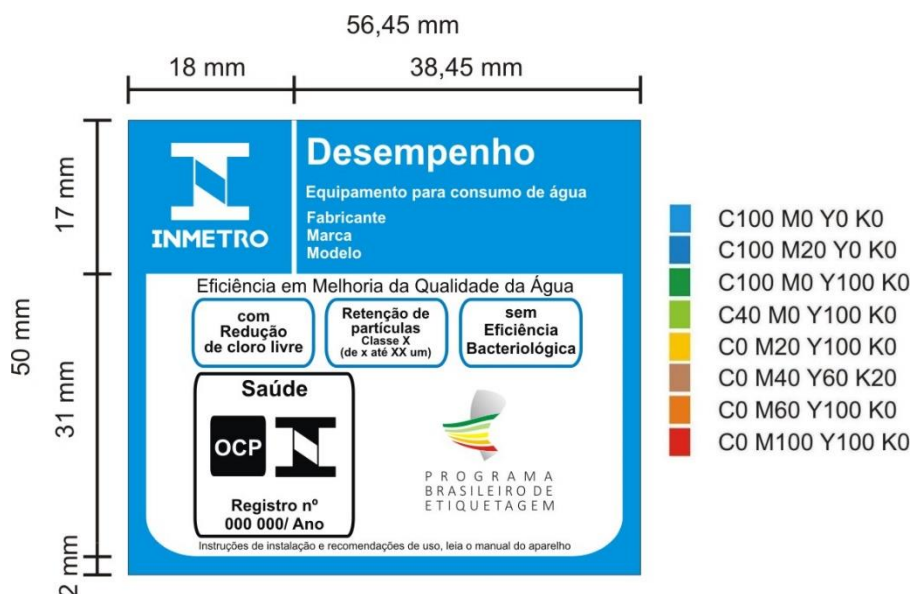 56,45 mm
18 mm
38,45 mm
17 mm
50 mm
31 mm
2 mm
INMETRO
Desempenho
Equipamento para consumo de água
Fabricante
Marca
Modelo
Eficiência em Melhoria da Qualidade da Água
com
Redução
de cloro livre
Retenção de
partículas
Classe X
(de x até XX um)
sem
Eficiência
Bacteriológica
Saúde
OCP
Registro nº
000 000/ Ano
PROGRAMA
BRASILEIRO DE
ETIQUETAGEM
Instruções de instalação e recomendações de uso, leia o manual do aparelho
C100 M0 Y0 K0
C100 M20 Y0 K0
C100 M0 Y100 K0
C40 M0 Y100 K0
C0 M20 Y100 K0
C0 M40 Y60 K20
C0 M60 Y100 K0
C0 M100 Y100 K0